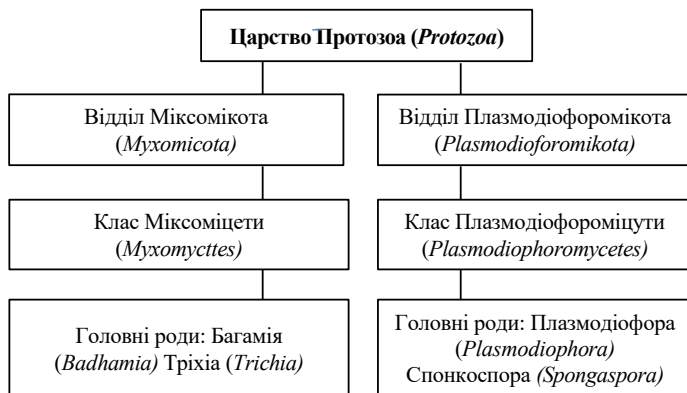 Царство Протозоа (Protozoa)
Відділ Міксомікота
(Myxomicota)
Відділ Плазмодіофоромікота
(Plasmodioforomikota)
Клас Міксоміцети
(Myxomycttes)
Клас Плазмодіофороміцути
(Plasmodiophoromycetes)
Головні роди: Багамія
(Badhamia) Тріхіа (Trichia)
Головні роди: Плазмодіофора
(Plasmodiophora)
Спонкоспора (Spongaspora)